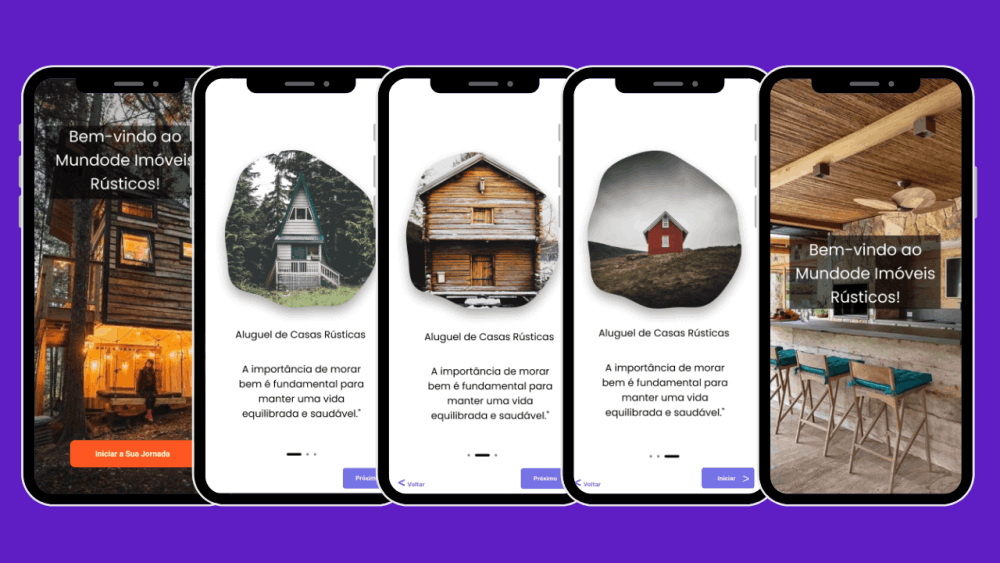 Bem-vindo ao
Mundode Imóveis
Rústicos!
Iniciar a Sua Jornada
Aluguel de Casas Rústicas
A importância de morar
bem é fundamental para
manter uma vida
equilibrada e saudável."
Próxim
Aluguel de Casas Rústicas
A importância de morar
bem é fundamental para
manter uma vida
equilibrada e saudável."
< Voltar
Próximo
Aluguel de Casas Rústicas
A importância de morar
bem é fundamental para
manter uma vida
equilibrada e saudável."
< Voltar
Iniciar >
Bem-vindo ao
Mundode Imóveis
Rústicos!